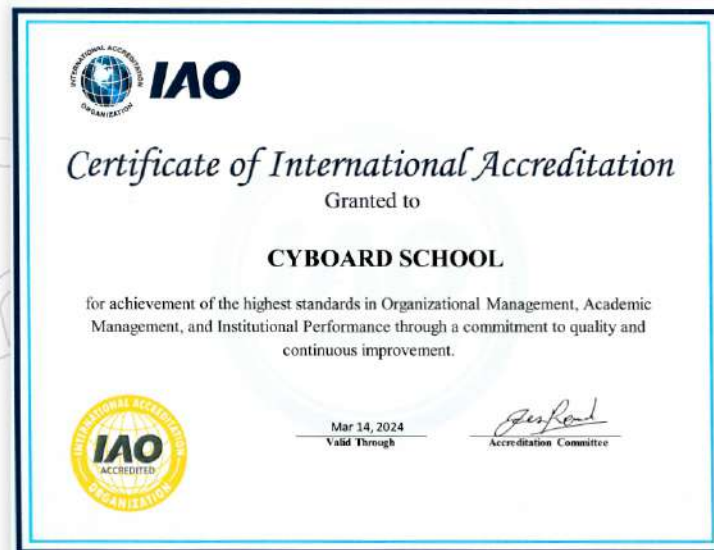 INTERNATIONAL ACCREDITATION
ORGANIZATION
IAO
Certificate of International Accreditation
Granted to
CYBOARD SCHOOL
for achievement of the highest standards in Organizational Management, Academic
Management, and Institutional Performance through a commitment to quality and
continuous improvement.
INTERNATIONAL ACCREDITATION
IAO
ACCREDITED
ORGANIZATION
Mar 14, 2024
Valid Through
Accreditation Committee